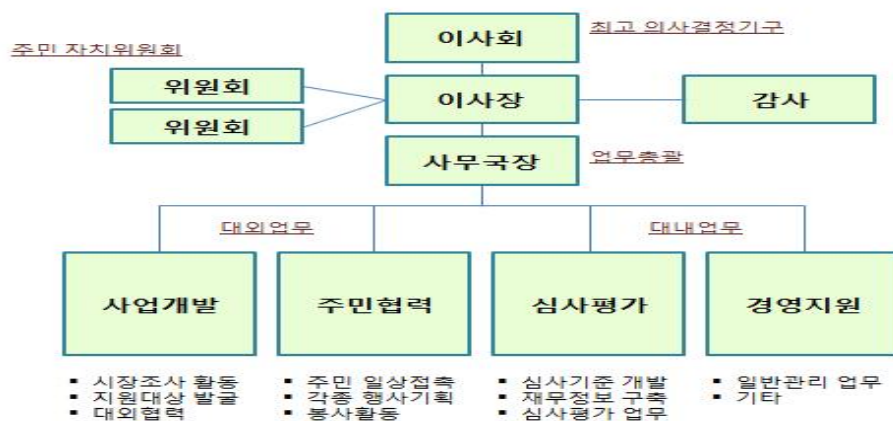 이사회
최고 의사결정기구
주민 자치위원회
위원회
위원회
이사장
감사
사무국장
업무총괄
대외업무
대내업무
사업개발
주민협력
심사평가
경영지원
▪ 시장조사 활동
▪ 지원대상 발굴
▪ 대외협력
▪ 주민 일상접촉
▪ 각종 행사기획
▪ 봉사활동
▪ 심사기준 개발
▪ 재무정보 구축
▪ 심사평가 업무
▪ 일반관리 업무
▪ 기타